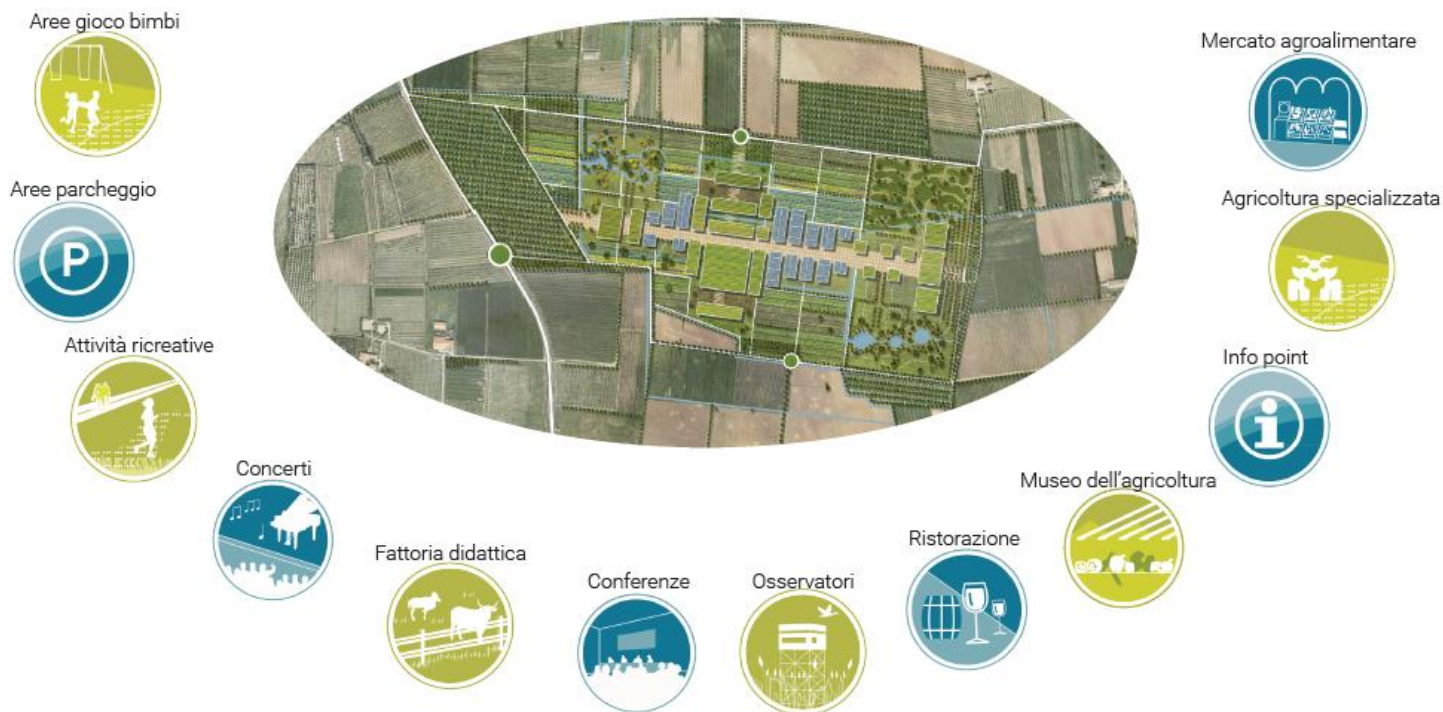 Aree gioco bimbi
Aree parcheggio
P
Attività ricreative
Concerti
Fattoria didattica
Conferenze
Osservatori
Ristorazione
Museo dell'agricoltura
Info point
i
Agricoltura specializzata
Mercato agroalimentare